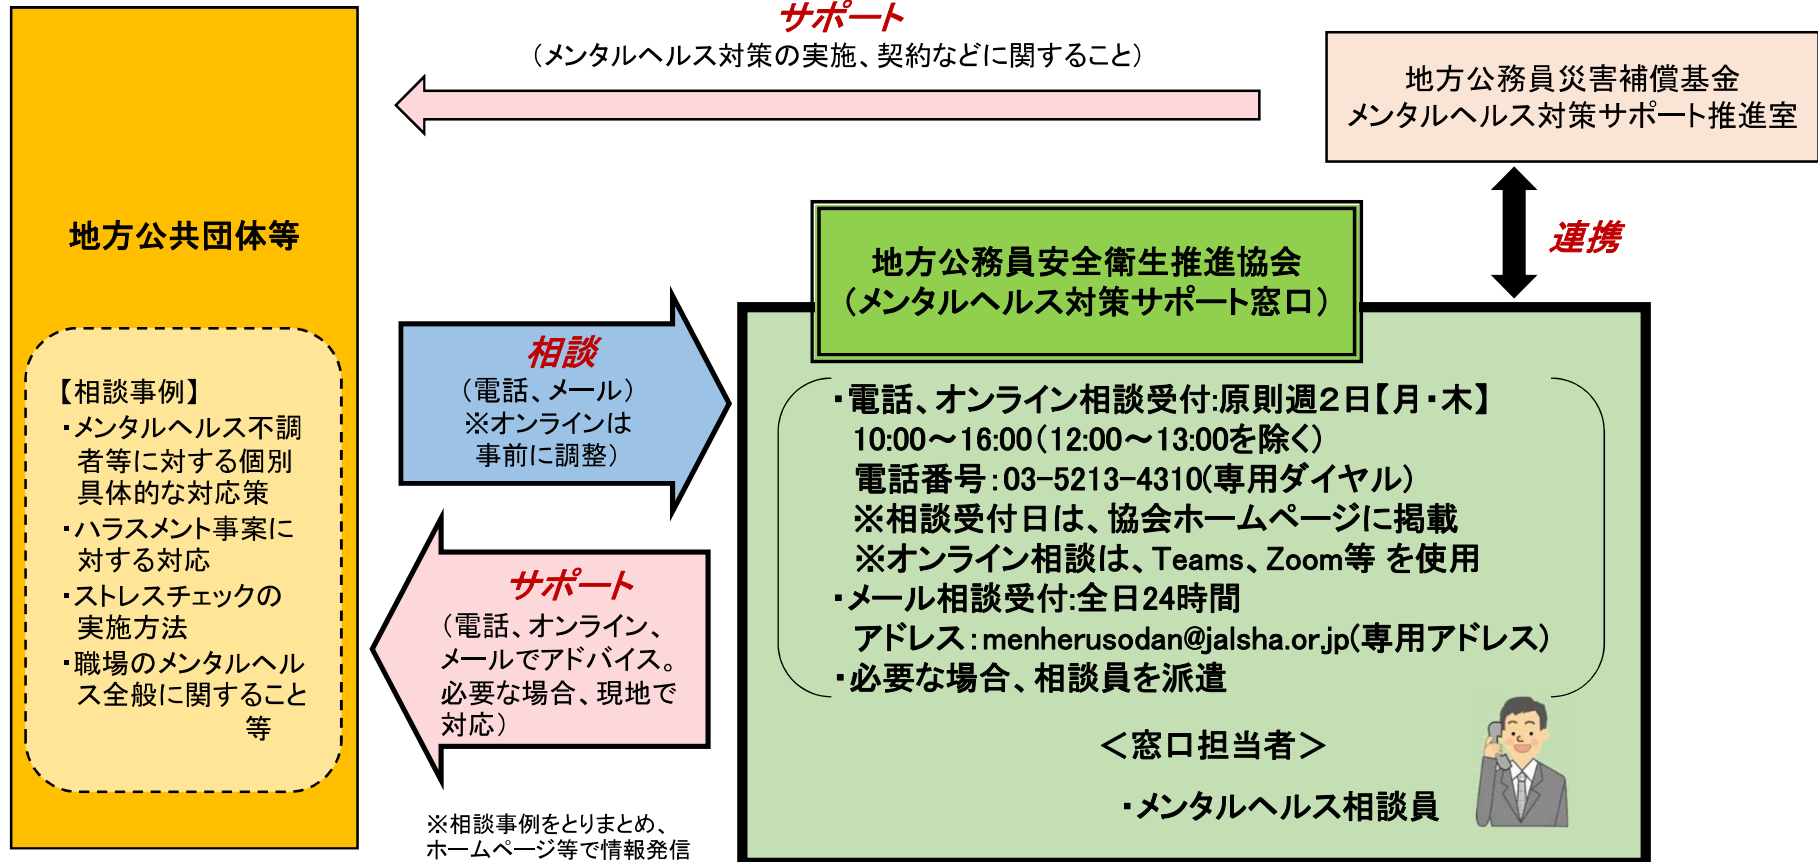 サポート
（メンタルヘルス対策の実施、契約などに関すること）
地方公務員災害補償基金
メンタルヘルス対策サポート推進室
連携
地方公共団体等
【相談事例】
・メンタルヘルス不調
者等に対する個別
具体的な対応策
・ハラスメント事案に
対する対応
・ストレスチェックの
実施方法
・職場のメンタルヘル
ス全般に関すること
等
相談
（電話、メール）
※オンラインは
事前に調整）
サポート
（電話、オンライン、
メールでアドバイス。
必要な場合、現地で
対応）
※相談事例をとりまとめ、
ホームページ等で情報発信
地方公務員安全衛生推進協会
（メンタルヘルス対策サポート窓口）
・電話、オンライン相談受付:原則週２日【月・木】
10:00～16:00（12:00～13:00を除く）
電話番号：03-5213-4310(専用ダイヤル）
※相談受付日は、協会ホームページに掲載
※オンライン相談は、Teams、Zoom等 を使用
・メール相談受付:全日24時間
アドレス：menherusodan@jalsha.or.jp(専用アドレス）
・必要な場合、相談員を派遣
＜窓口担当者＞
・メンタルヘルス相談員